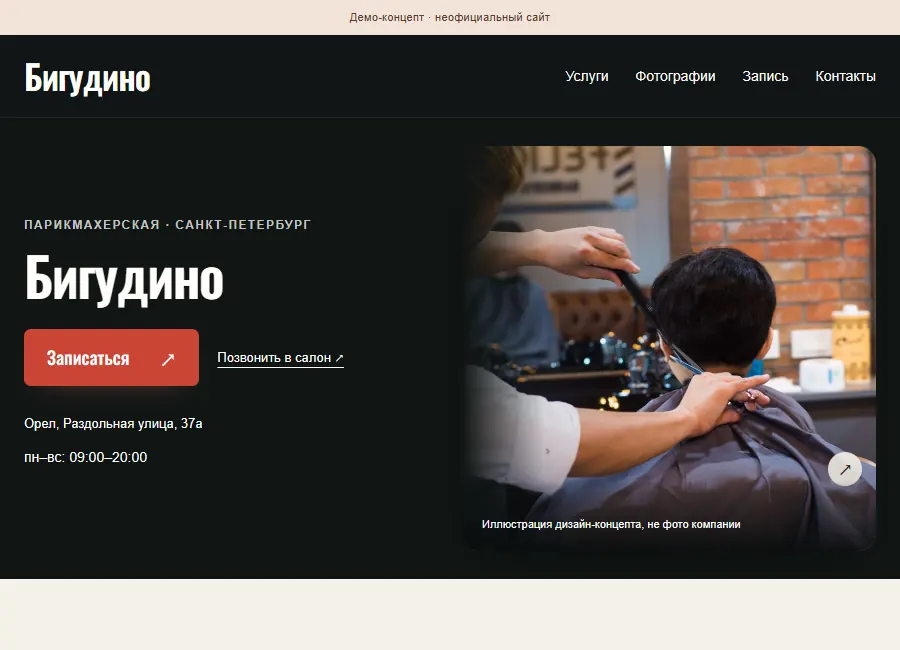 Демо-концепт · неофициальный сайт
Бигудино
Услуги Фотографии Запись Контакты
ПАРИКМАХЕРСКАЯ · САНКТ-ПЕТЕРБУРГ
Бигудино
Записаться ↗
Позвонить в салон ↗
Орел, Раздольная улица, 37а
пн–вс: 09:00–20:00
Иллюстрация дизайн-концепта, не фото компании